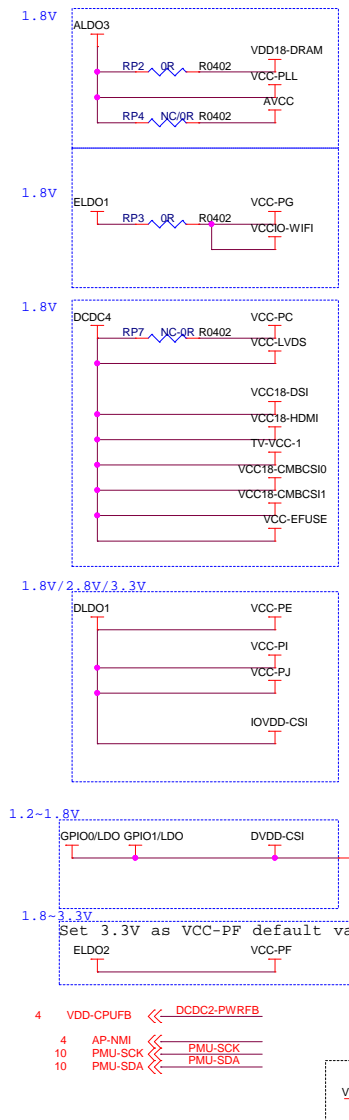 1.8V
ALDO3
VDD18-DRAM
RP2 0R R0402
VCC-PLL
AVCC
RP4 NC/0R R0402
1.8V
ELDO1
VCC-PG
RP3 0R R0402
VCCIO-WIFI
1.8V
DCDC4
VCC-PC
RP7 NC-0R R0402
VCC-LVDS
VCC18-DSI
VCC18-HDMI
TV-VCC-1
VCC18-CMBCSI0
VCC18-CMBCSI1
VCC-EFUSE
1.8V/2.8V/3.3V
DLDO1
VCC-PE
VCC-PI
VCC-PJ
IOVDD-CSI
1.2~1.8V
GPIO0/LDO GPIO1/LDO DVDD-CSI
1.8~3.3V
Set 3.3V as VCC-PF default va
ELDO2 VCC-PF
4 VDD-CPUFB DCDC2-PWRFB
4 AP-NMI
10 PMU-SCK PMU-SCK
10 PMU-SDA PMU-SDA
V